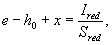 e − h₀ + x = I_red / S_red,